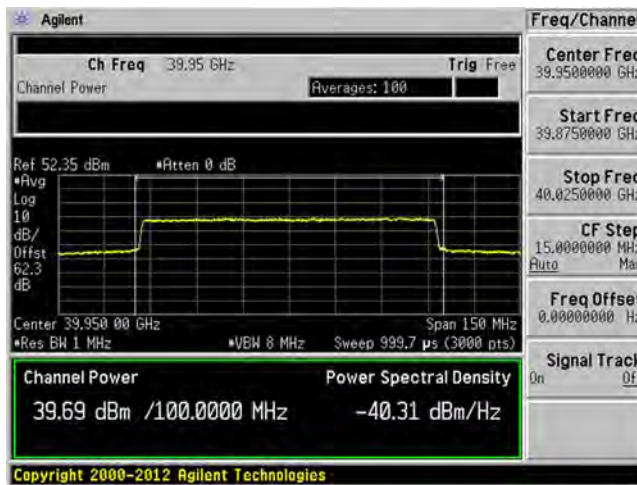 Agilent
Freq/Channe
Ch Freq 39.95 GHz Trig Free
Channel Power Averages: 100
Center Freq
39.9500000 GHz
Start Freq
39.8750000 GHz
Stop Freq
40.0250000 GHz
CF Step
15.0000000 MHz
Auto Ma
Freq Offset
0.00000000 Hz
Signal Track
On Of
Ref 52.35 dBm #Atten 0 dB
#Avg
Log
10
dB/
Offst
62.3
dB
Center 39.950 00 GHz Span 150 MHz
#Res BW 1 MHz #VBW 8 MHz Sweep 999.7 µs (3000 pts)
Channel Power Power Spectral Density
39.69 dBm /100.0000 MHz -40.31 dBm/Hz
Copyright 2000-2012 Agilent Technologies